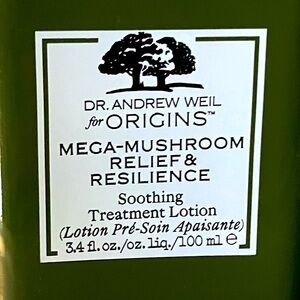 DR. ANDREW WEIL
for ORIGINS™
MEGA-MUSHROOM
RELIEF &
RESILIENCE
Soothing
Treatment Lotion
(Lotion Pré-Soin Apaisante)
3.4 fl. oz./oz. liq./100 ml ℮